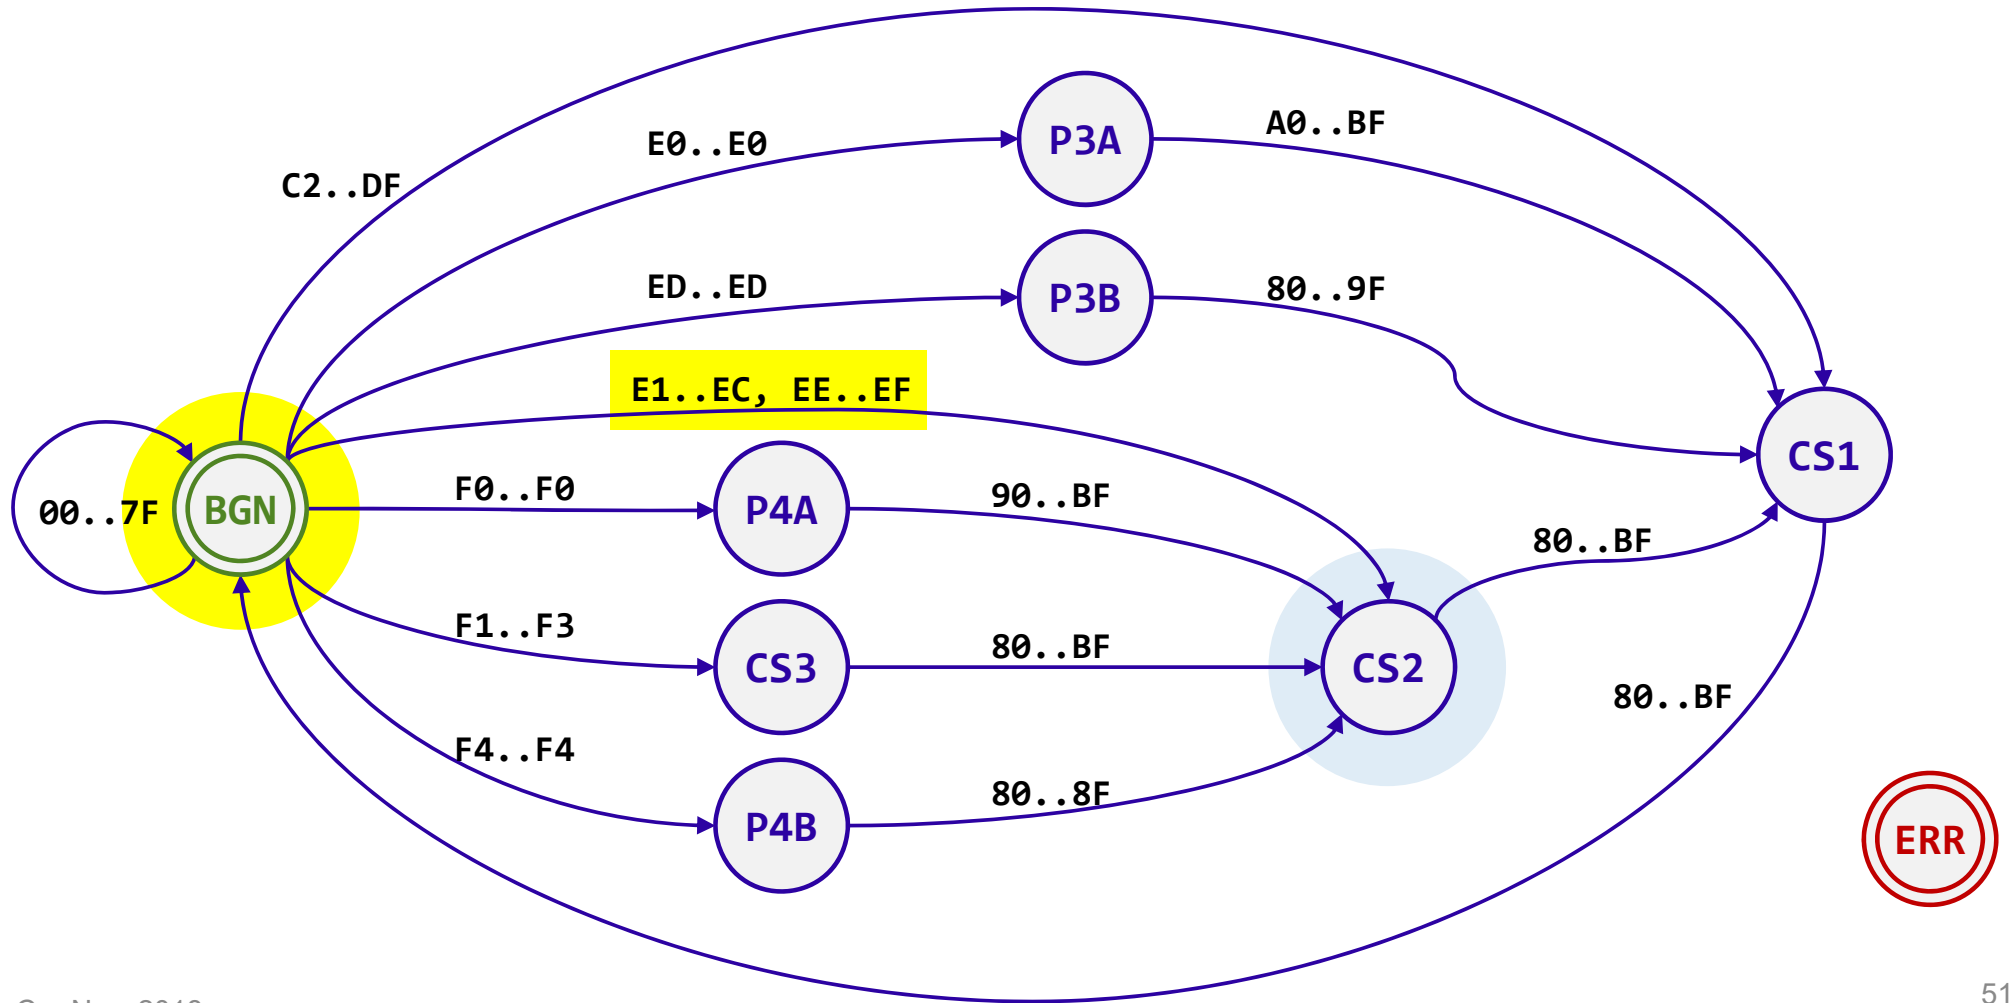 P3A
E0..E0
A0..BF
C2..DF
ED..ED
P3B
80..9F
E1..EC, EE..EF
CS1
00..7F
BGN
F0..F0
P4A
90..BF
80..BF
F1..F3
CS3
80..BF
CS2
80..BF
F4..F4
P4B
80..8F
ERR
51